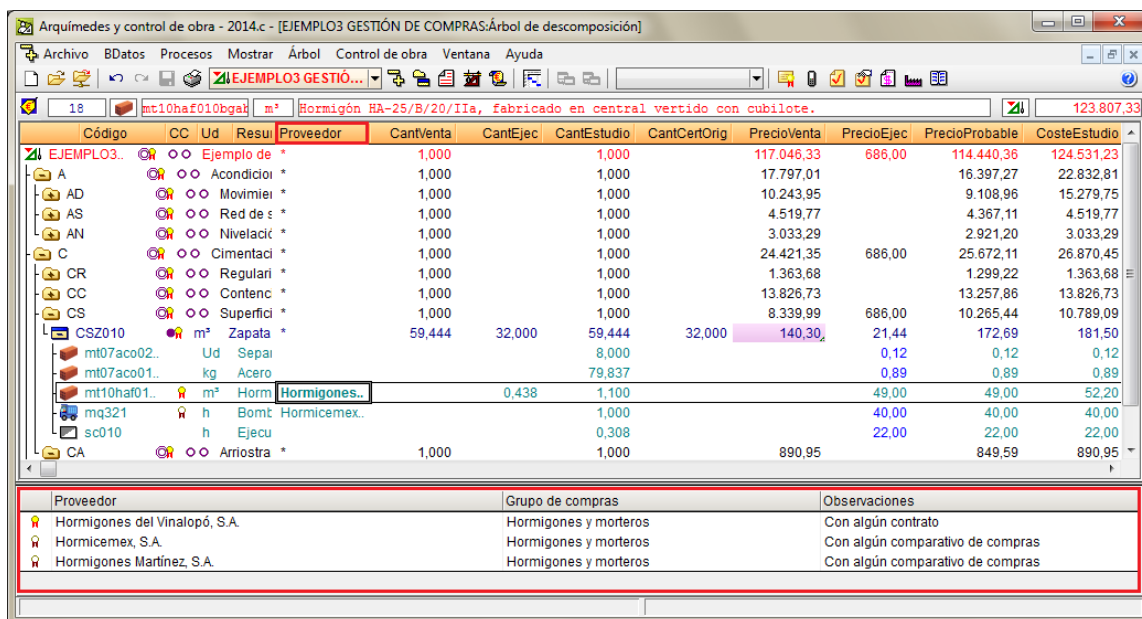 Arquímedes y control de obra - 2014.c - [EJEMPLO3 GESTIÓN DE COMPRAS:Árbol de descomposición]
Archivo BDatos Procesos Mostrar Árbol Control de obra Ventana Ayuda
EJEMPLO3 GESTIÓ...
18 mt10haf010bgab m³ Hormigón HA-25/B/20/IIa, fabricado en central vertido con cubilote. 123.807,33
Código CC Ud Resu Proveedor CantVenta CantEjec CantEstudio CantCertOrig PrecioVenta PrecioEjec PrecioProbable CosteEstudio
EJEMPLO3.. Ejemplo de * 1,000 1,000 117.046,33 686,00 114.440,36 124.531,23
A Acondicion * 1,000 1,000 17.797,01 16.397,27 22.832,81
AD Movimier * 1,000 1,000 10.243,95 9.108,96 15.279,75
AS Red de s * 1,000 1,000 4.519,77 4.367,11 4.519,77
AN Nivelació * 1,000 1,000 3.033,29 2.921,20 3.033,29
C Cimentaci * 1,000 1,000 24.421,35 686,00 25.672,11 26.870,45
CR Regulari * 1,000 1,000 1.363,68 1.299,22 1.363,68
CC Contenc * 1,000 1,000 13.826,73 13.257,86 13.826,73
CS Superfici * 1,000 1,000 8.339,99 686,00 10.265,44 10.789,09
CSZ010 m³ Zapata * 59,444 32,000 59,444 32,000 140,30 21,44 172,69 181,50
mt07aco02.. Ud Sepai 8,000 0,12 0,12 0,12
mt07aco01.. kg Acero 79,837 0,89 0,89 0,89
mt10haf01.. m³ Horm Hormigones.. 0,438 1,100 49,00 49,00 52,20
mq321 h Bomb Hormicemex.. 1,000 40,00 40,00 40,00
sc010 h Ejecu 0,308 22,00 22,00 22,00
CA Arriostra * 1,000 1,000 890,95 849,59 890,95
Proveedor Grupo de compras Observaciones
Hormigones del Vinalopó, S.A. Hormigones y morteros Con algún contrato
Hormicemex, S.A. Hormigones y morteros Con algún comparativo de compras
Hormigones Martínez, S.A. Hormigones y morteros Con algún comparativo de compras